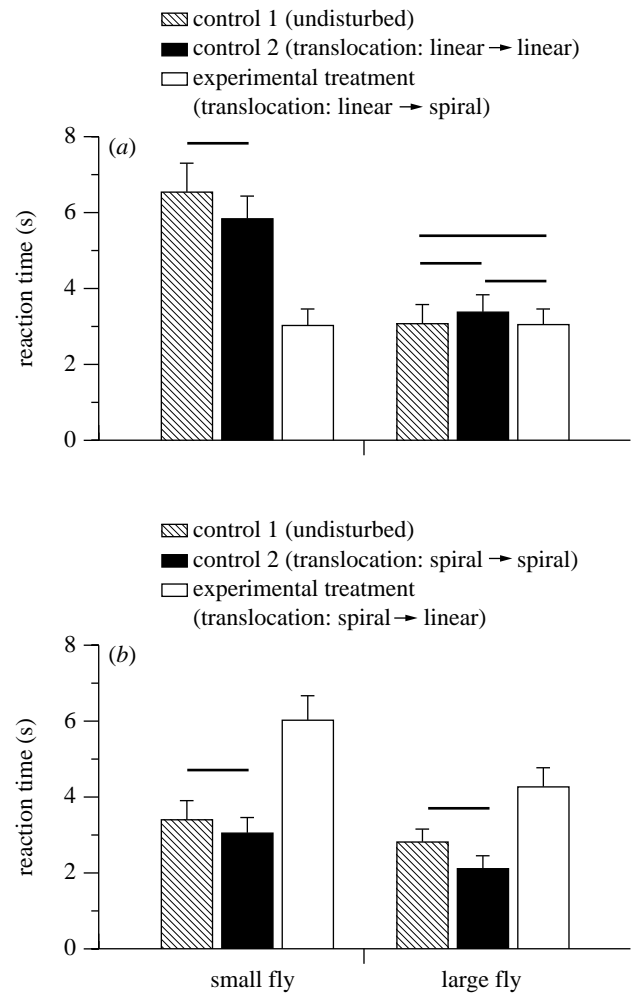 control 1 (undisturbed)
control 2 (translocation: linear → linear)
experimental treatment
(translocation: linear → spiral)
(a)
8
6
4
2
0
reaction time (s)
control 1 (undisturbed)
control 2 (translocation: spiral → spiral)
experimental treatment
(translocation: spiral → linear)
(b)
8
6
4
2
0
reaction time (s)
small fly
large fly